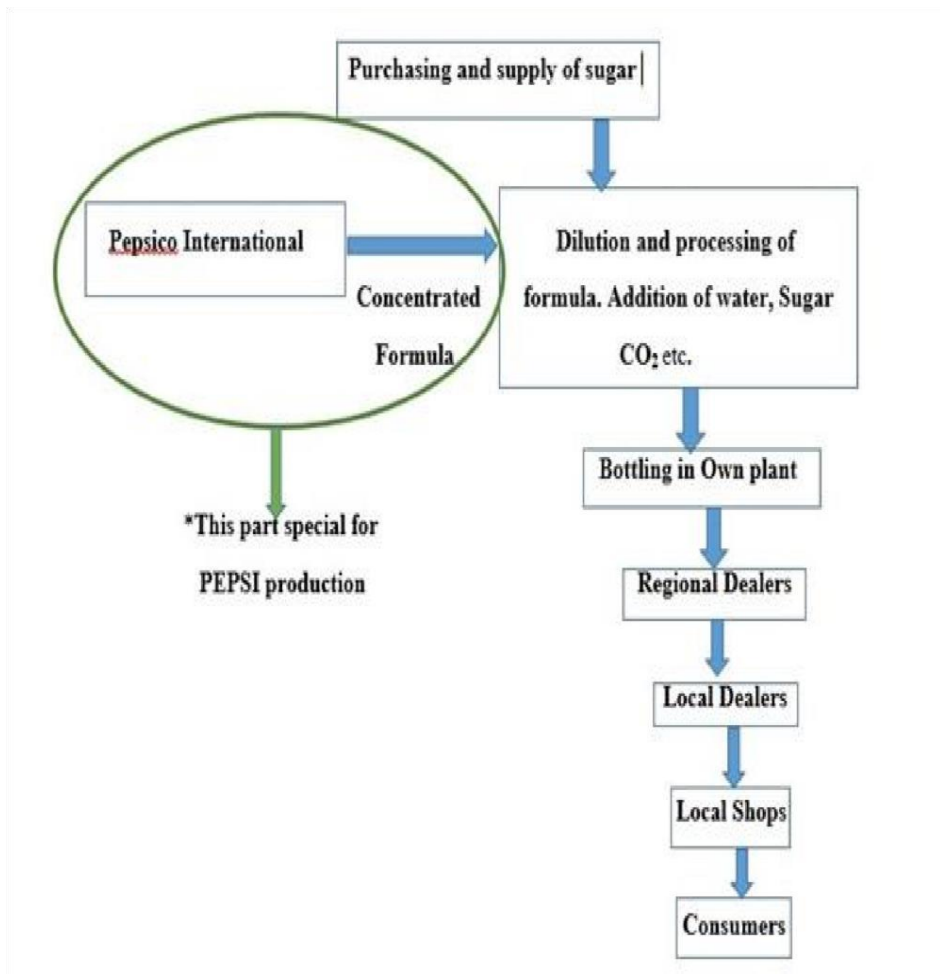 Purchasing and supply of sugar
Pepsico International
Concentrated
Formula
Dilution and processing of
formula. Addition of water, Sugar
CO₂ etc.
*This part special for
PEPSI production
Bottling in Own plant
Regional Dealers
Local Dealers
Local Shops
Consumers